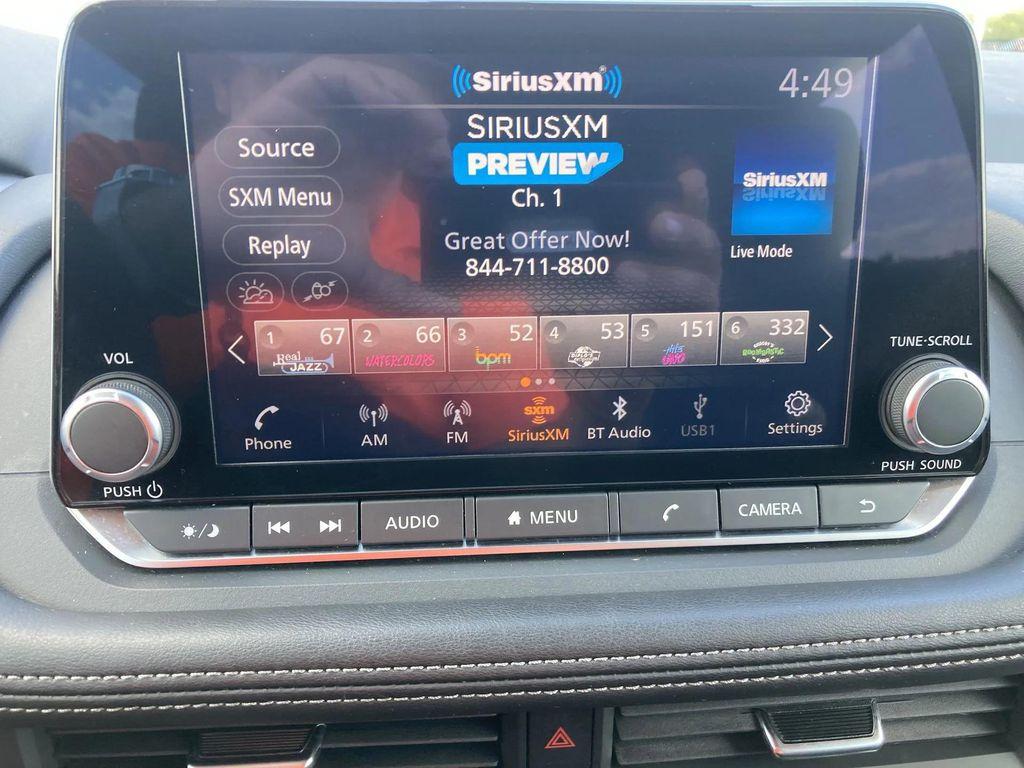 SiriusXM
4:49
SIRIUSXM
PREVIEW
Ch. 1
Great Offer Now!
844-711-8800
Source
SXM Menu
Replay
SiriusXM
Live Mode
1 67 Real JAZZ
2 66 WATERCOLORS
3 52 bpm
4 53 DIPLO'S
5 151
6 332
Phone
AM
FM
sxm
SiriusXM
BT Audio
USB1
Settings
VOL
PUSH
TUNE·SCROLL
PUSH SOUND
AUDIO
MENU
CAMERA